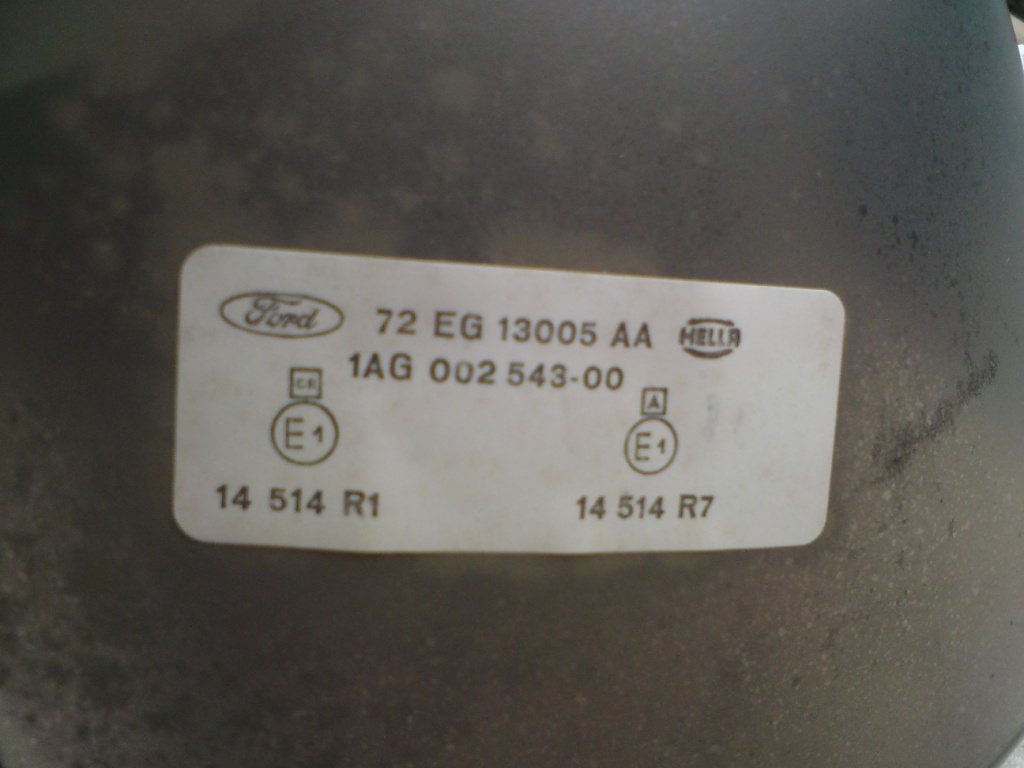 Ford 72 EG 13005 AA HELLA
1AG 002 543-00
CR A
E1 E1
14 514 R1 14 514 R7